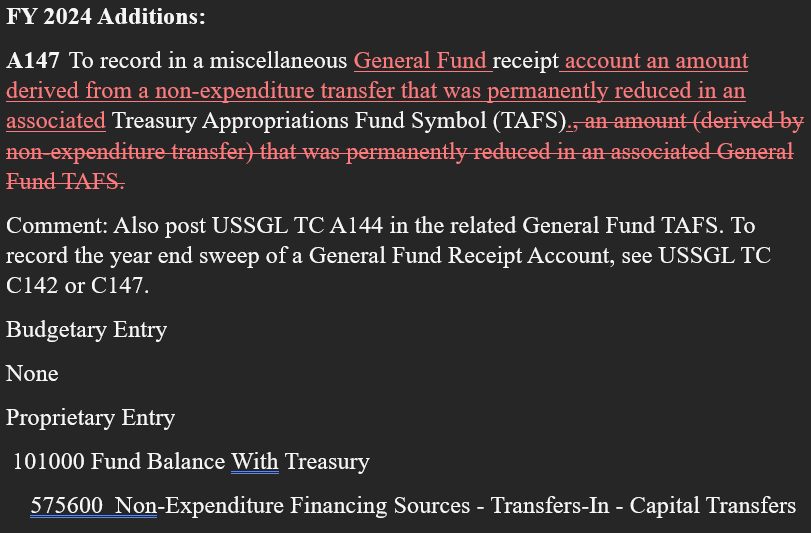 FY 2024 Additions:
A147 To record in a miscellaneous General Fund receipt account an amount
derived from a non-expenditure transfer that was permanently reduced in an
associated Treasury Appropriations Fund Symbol (TAFS)., an amount (derived by
non-expenditure transfer) that was permanently reduced in an associated General
Fund TAFS.
Comment: Also post USSGL TC A144 in the related General Fund TAFS. To
record the year end sweep of a General Fund Receipt Account, see USSGL TC
C142 or C147.
Budgetary Entry
None
Proprietary Entry
101000 Fund Balance With Treasury
575600 Non-Expenditure Financing Sources - Transfers-In - Capital Transfers